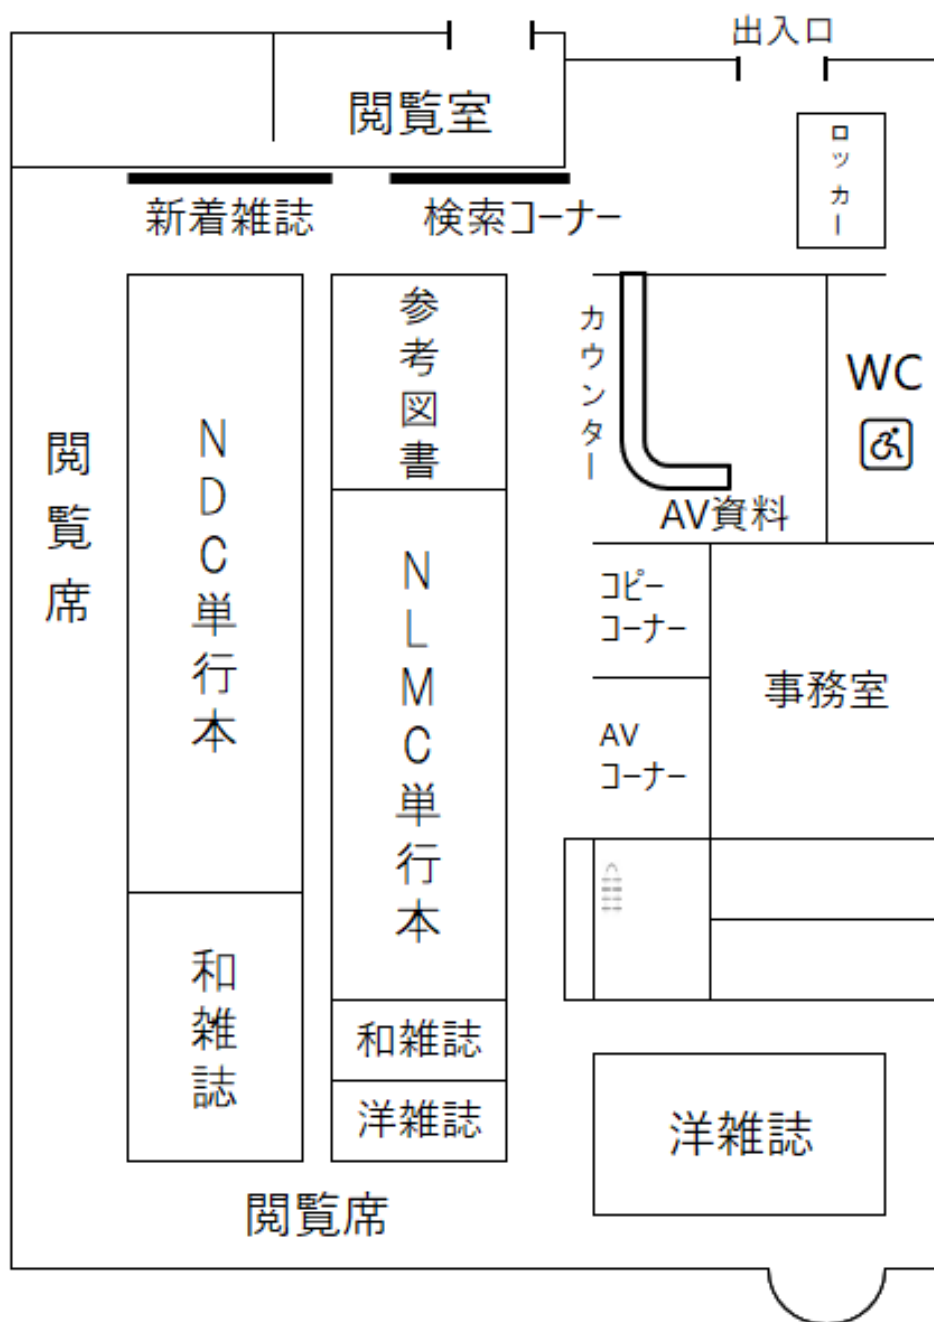 出入口
閲覧室
ロッカー
新着雑誌
検索コーナー
参考図書
カウンター
WC
NDC単行本
閲覧席
AV資料
NLMC単行本
コピー
コーナー
事務室
AV
コーナー
和雑誌
和雑誌
洋雑誌
洋雑誌
閲覧席